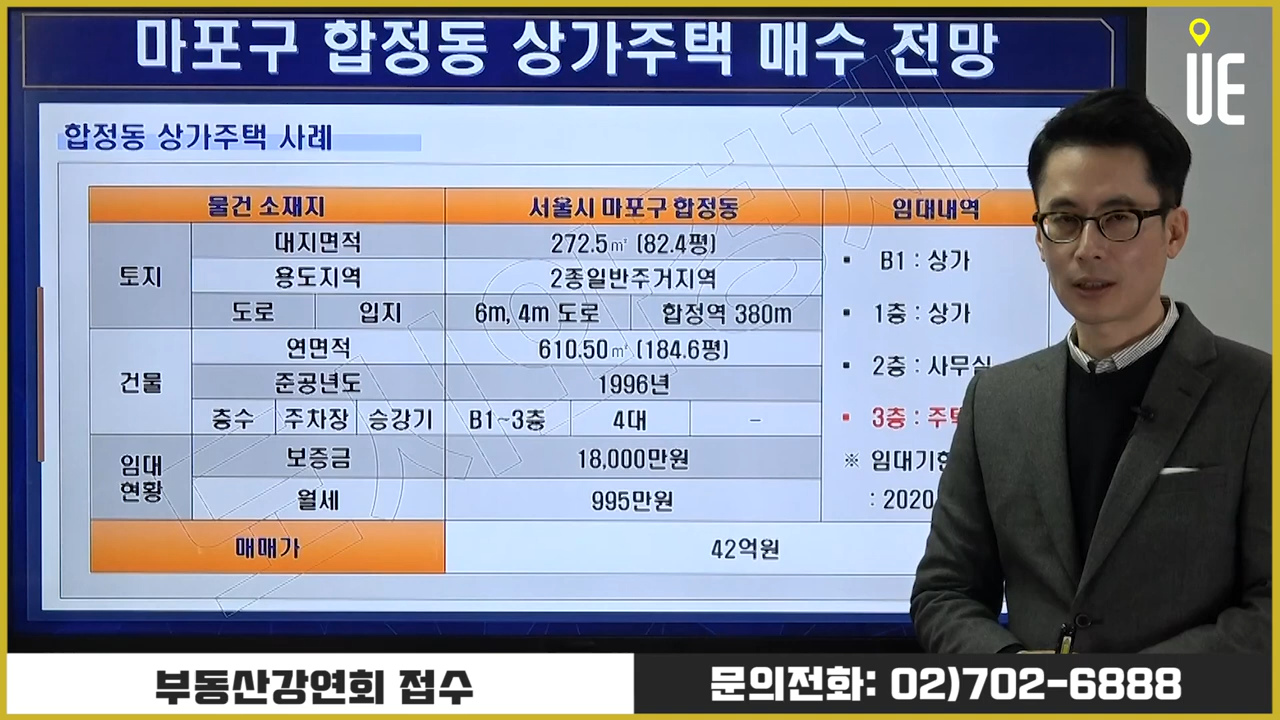 마포구 합정동 상가주택 매수 전망
UE
합정동 상가주택 사례
물건 소재지 서울시 마포구 합정동 임대내역
토지 대지면적 272.5㎡ (82.4평)
용도지역 2종일반주거지역
도로 입지 6m, 4m 도로 합정역 380m
건물 연면적 610.50㎡ (184.6평)
준공년도 1996년
층수 주차장 승강기 B1~3층 4대 -
임대현황 보증금 18,000만원
월세 995만원
매매가 42억원
▪ B1 : 상가
▪ 1층 : 상가
▪ 2층 : 사무실
▪ 3층 :
※
: 2020
부동산강연회 접수
문의전화: 02)702-6888